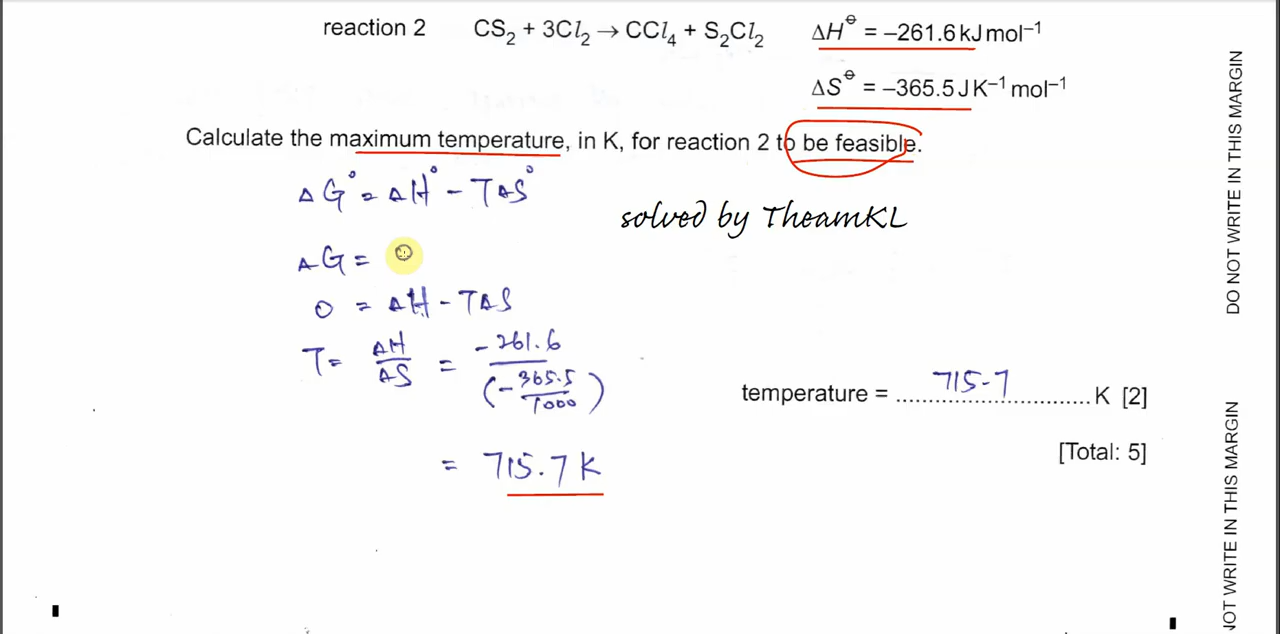 reaction 2 CS₂ + 3Cl₂ → CCl₄ + S₂Cl₂ ΔH⦵ = –261.6 kJ mol⁻¹
ΔS⦵ = –365.5 J K⁻¹ mol⁻¹
Calculate the maximum temperature, in K, for reaction 2 to be feasible.
ΔG° = ΔH° - TΔS°
solved by TheamKL
ΔG = 0
0 = ΔH - TΔS
T = ΔH/ΔS = -261.6/(-365.5/1000)
temperature = 715.7 K [2]
= 715.7 K
[Total: 5]
DO NOT WRITE IN THIS MARGIN
NOT WRITE IN THIS MARGIN